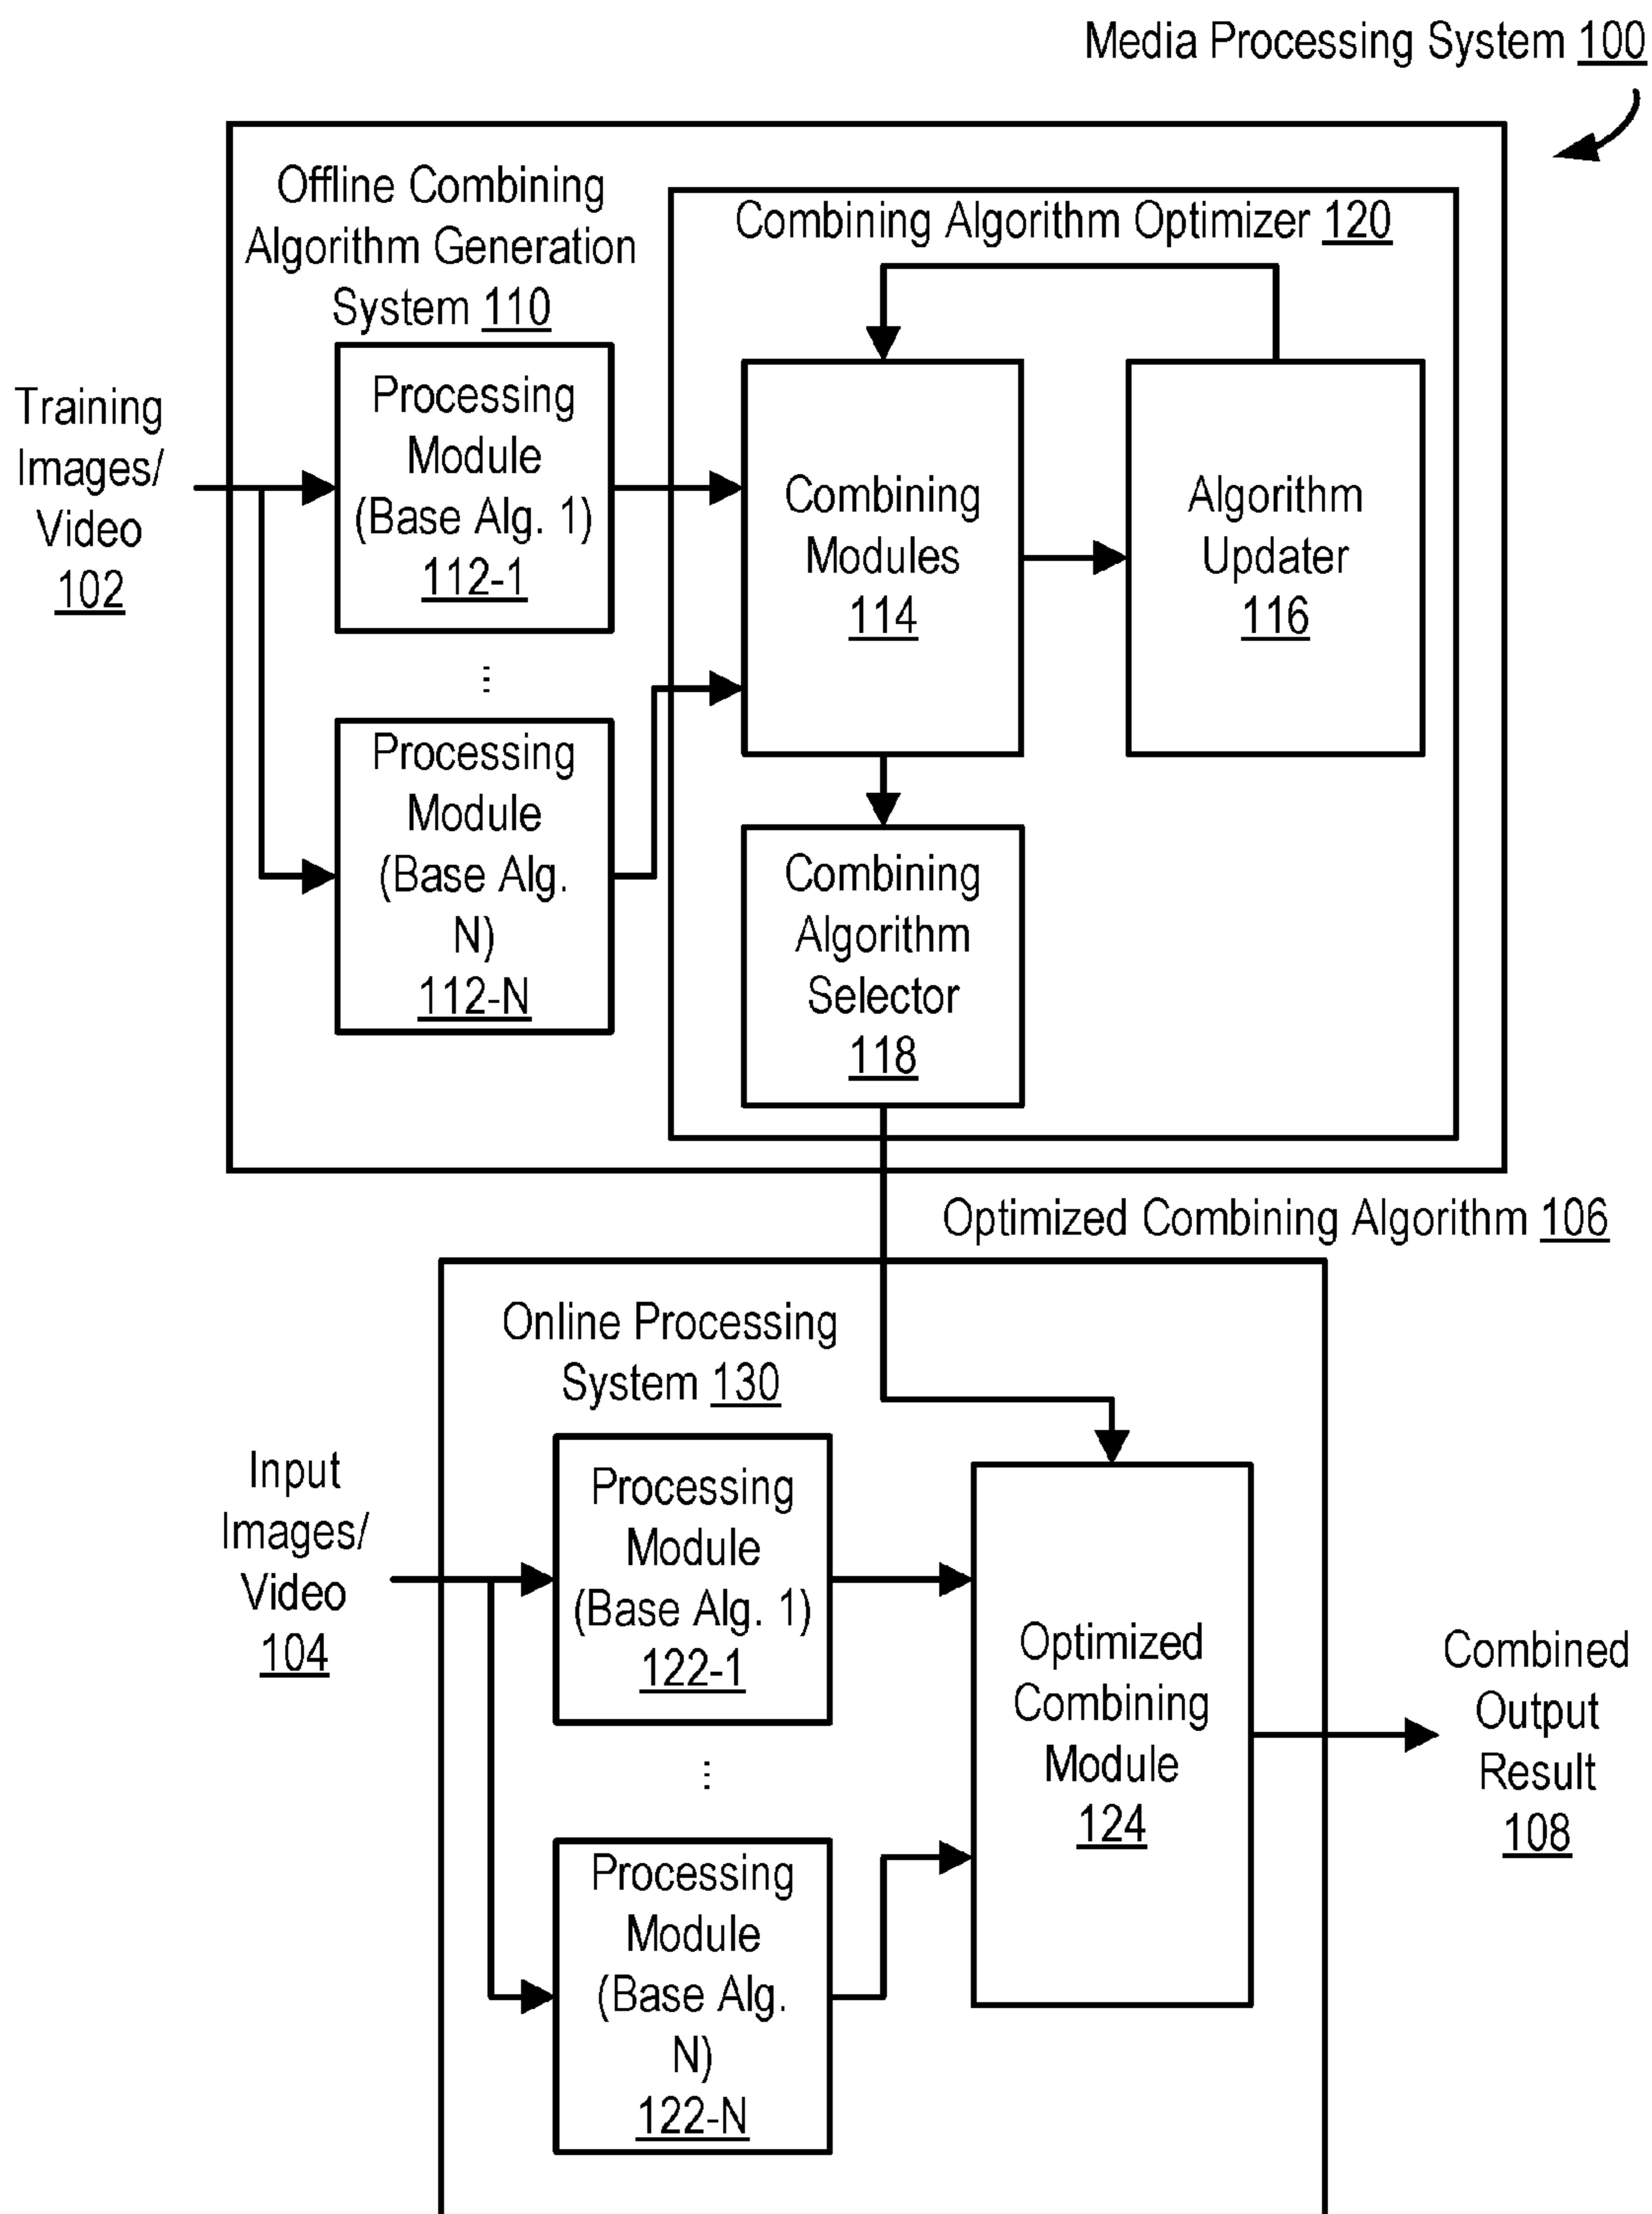 Media Processing System 100
Offline Combining
Algorithm Generation
System 110
Combining Algorithm Optimizer 120
Training
Images/
Video
102
Processing
Module
(Base Alg. 1)
112-1
...
Processing
Module
(Base Alg.
N)
112-N
Combining
Modules
114
Algorithm
Updater
116
Combining
Algorithm
Selector
118
Optimized Combining Algorithm 106
Online Processing
System 130
Input
Images/
Video
104
Processing
Module
(Base Alg. 1)
122-1
...
Processing
Module
(Base Alg.
N)
122-N
Optimized
Combining
Module
124
Combined
Output
Result
108